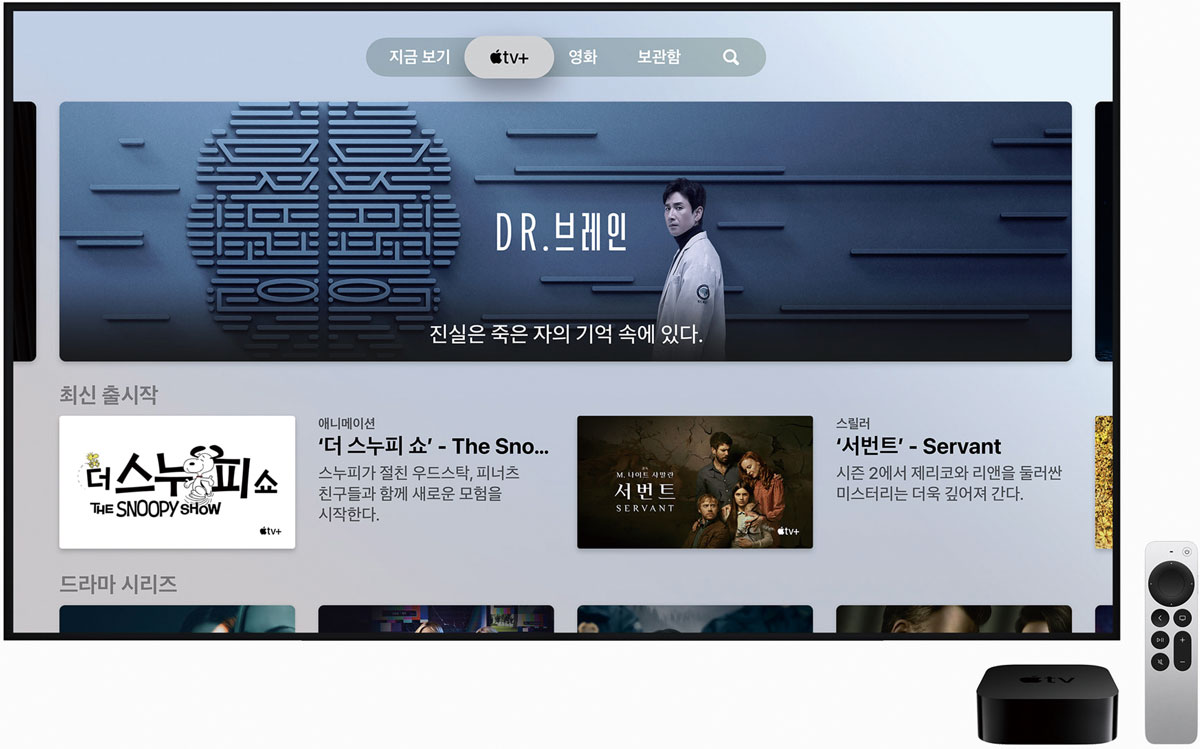 지금 보기
tv+
영화
보관함
DR.브레인
진실은 죽은 자의 기억 속에 있다.
최신 출시작
더 스누피 쇼
THE SNOOPY SHOW
tv+
애니메이션
‘더 스누피 쇼’ - The Sno...
스누피가 절친 우드스탁, 피너츠
친구들과 함께 새로운 모험을
시작한다.
M. 나이트 샤말란
서번트
SERVANT
tv+
스릴러
‘서번트’ - Servant
시즌 2에서 제리코와 리앤을 둘러싼
미스터리는 더욱 깊어져 간다.
드라마 시리즈
tv